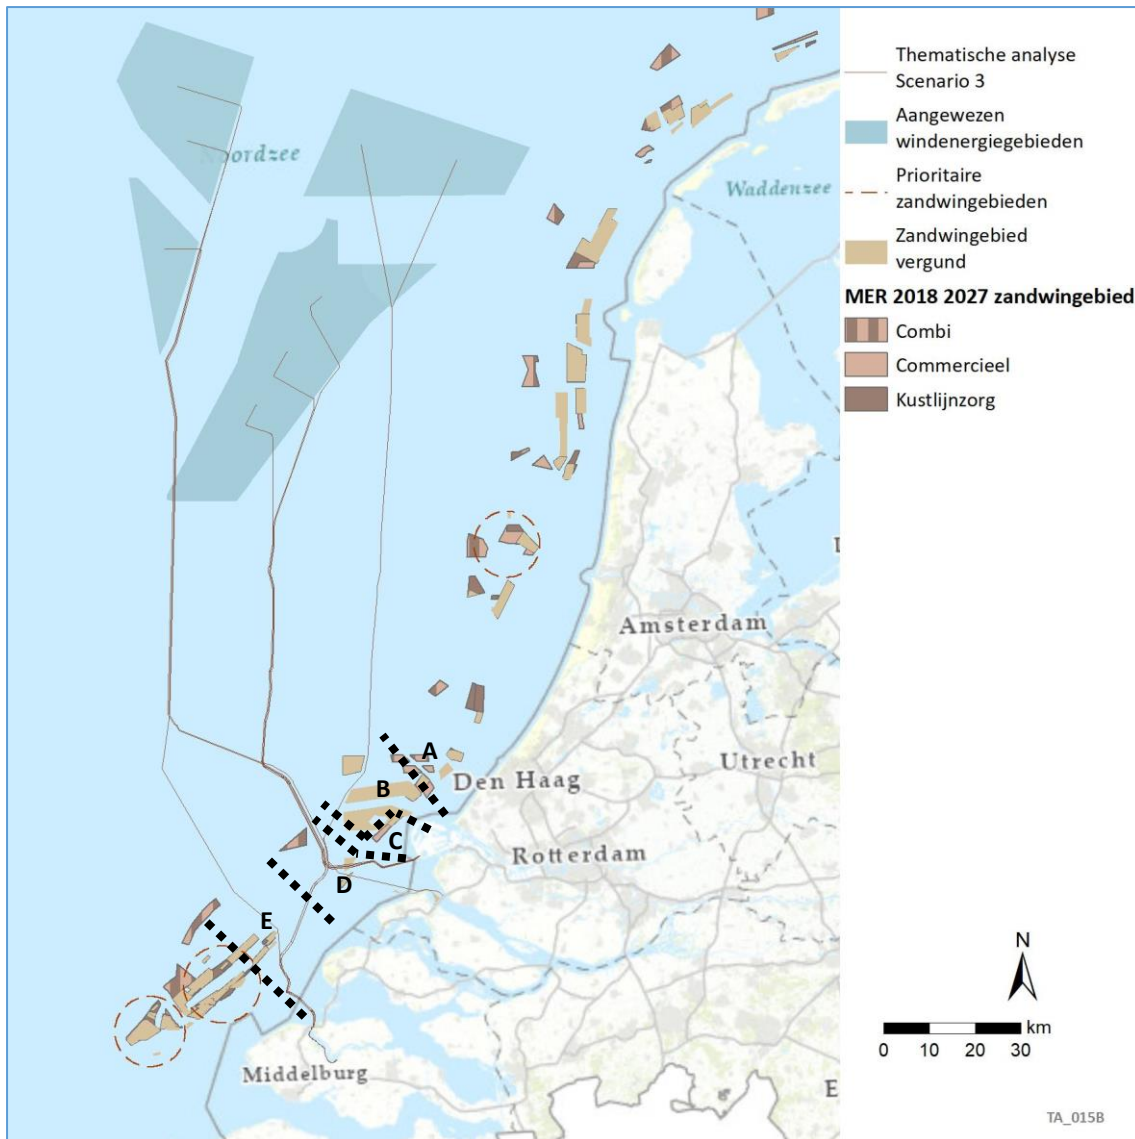 Noordzee
Waddenzee
Amsterdam
Utrecht
Den Haag
Rotterdam
Middelburg
A
B
C
D
E
Thematische analyse
Scenario 3
Aangewezen
windenergiegebieden
Prioritaire
zandwingebieden
Zandwingebied
vergund
MER 2018 2027 zandwingebied
Combi
Commercieel
Kustlijnzorg
N
km
0 10 20 30
TA_015B